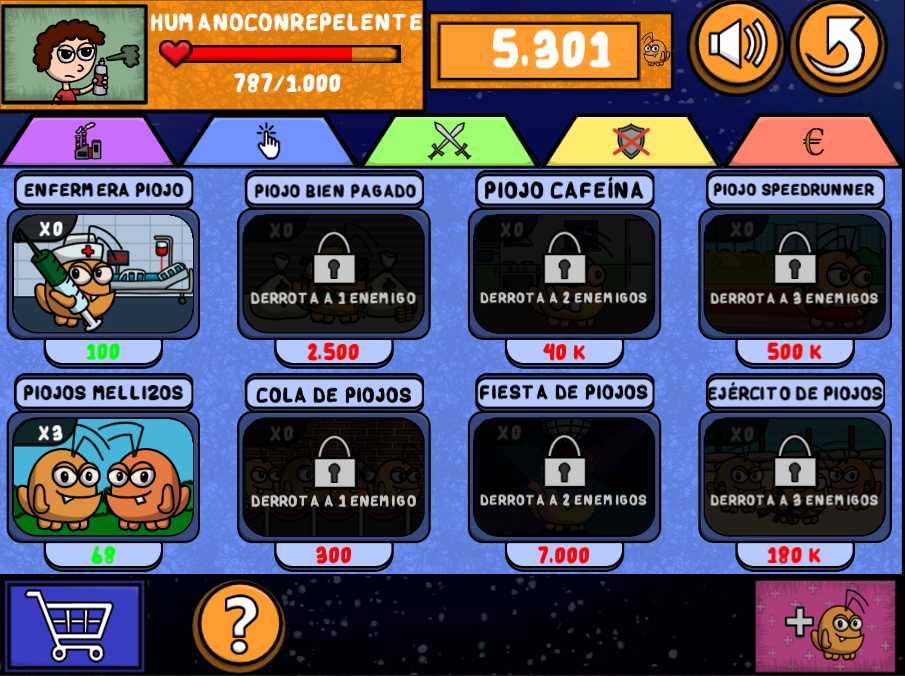 HUMANOCONREPELENTE
787/1.000
5.301
€
ENFERMERA PIOJO
PIOJO BIEN PAGADO
PIOJO CAFEÍNA
PIOJO SPEEDRUNNER
X0
X0
X0
X0
DERROTA A 1 ENEMIGO
DERROTA A 2 ENEMIGOS
DERROTA A 3 ENEMIGOS
100
2.500
40 K
500 K
PIOJOS MELLIZOS
COLA DE PIOJOS
FIESTA DE PIOJOS
EJÉRCITO DE PIOJOS
X3
X0
X0
X0
DERROTA A 1 ENEMIGO
DERROTA A 2 ENEMIGOS
DERROTA A 3 ENEMIGOS
68
300
7.000
180 K
?
+